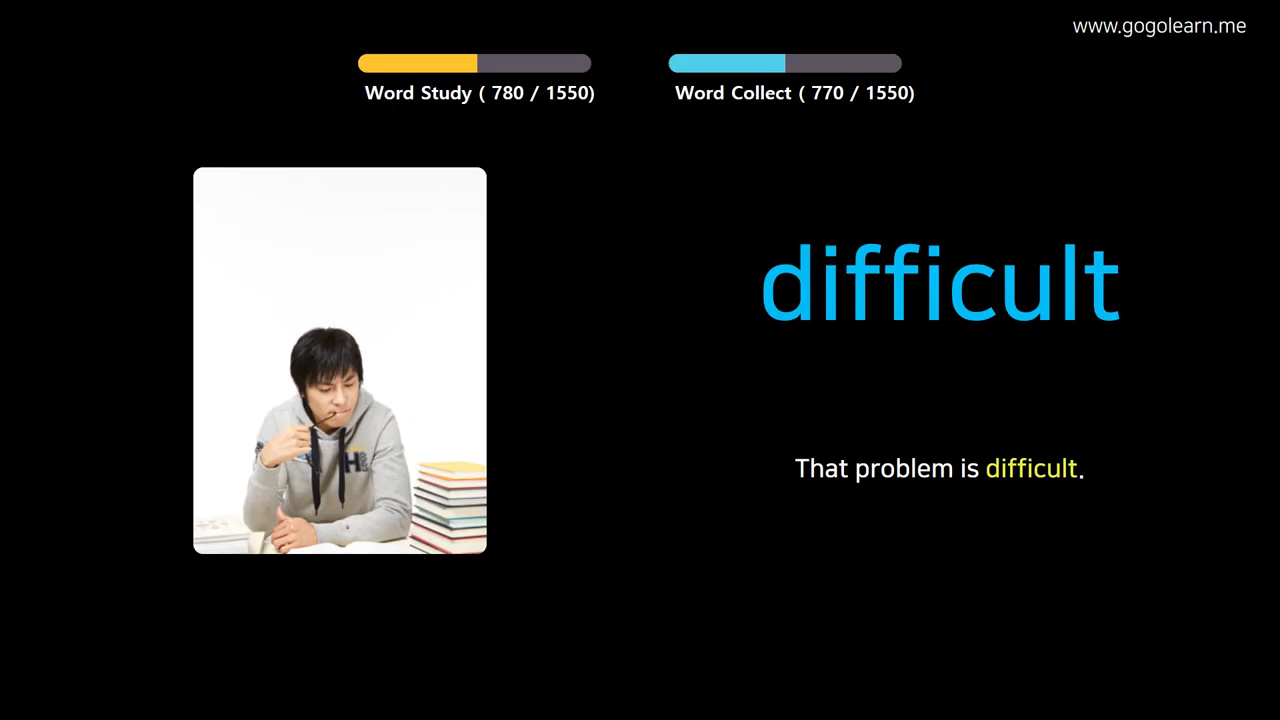 www.gogolearn.me
Word Study ( 780 / 1550)
Word Collect ( 770 / 1550)
difficult
That problem is difficult.
H